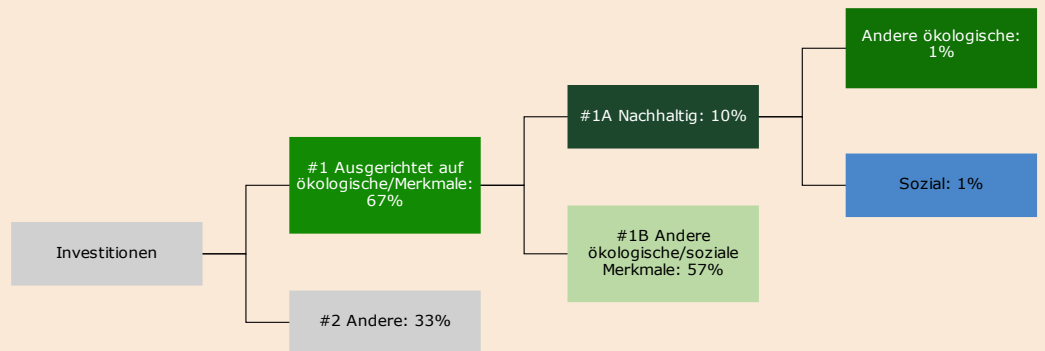 Investitionen
#1 Ausgerichtet auf
ökologische/Merkmale:
67%
#2 Andere: 33%
#1A Nachhaltig: 10%
#1B Andere
ökologische/soziale
Merkmale: 57%
Andere ökologische:
1%
Sozial: 1%